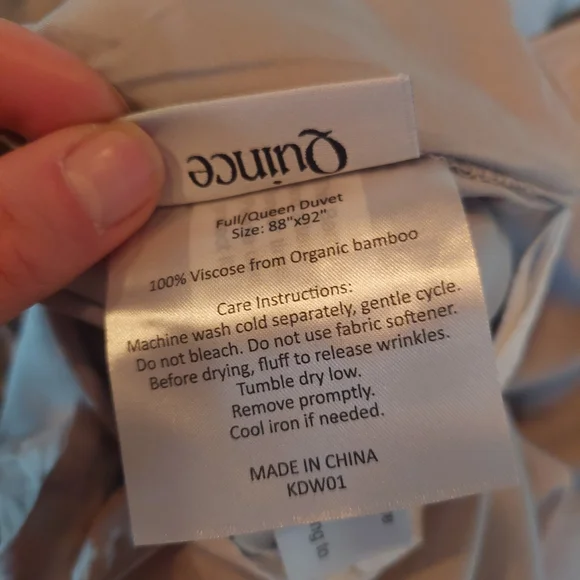 Quince
Full/Queen Duvet
Size: 88"x92"
100% Viscose from Organic bamboo
Care Instructions:
Machine wash cold separately, gentle cycle.
Do not bleach. Do not use fabric softener.
Before drying, fluff to release wrinkles.
Tumble dry low.
Remove promptly.
Cool iron if needed.
MADE IN CHINA
KDW01